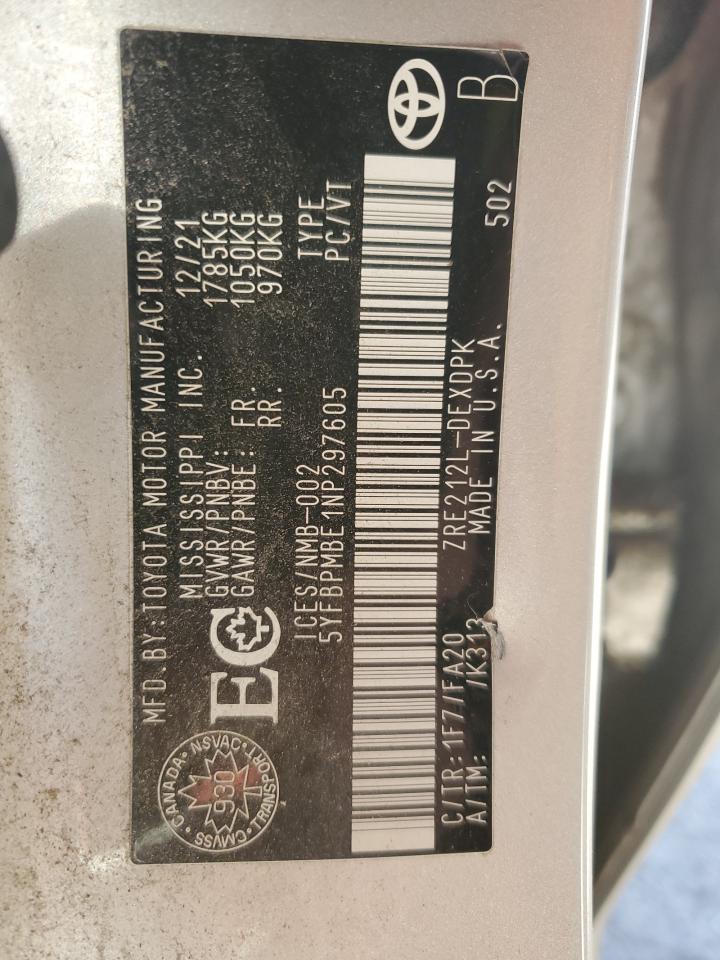 MFD.BY:TOYOTA MOTOR MANUFACTURING
MISSISSIPPI INC. 12/21
GVWR/PNBV: 1785KG
GAWR/PNBE: FR. 1050KG
RR. 970KG
EC
CANADA
NSVAC
930
CMVSS
TRANSPORT
ICES/NMB-002 TYPE
5YFBPMBE1NP297605 PC/VT
C/TR:1F7/FA20 ZRE212L-DEXDPK
A/TM: /K313 MADE IN U.S.A. 502 B